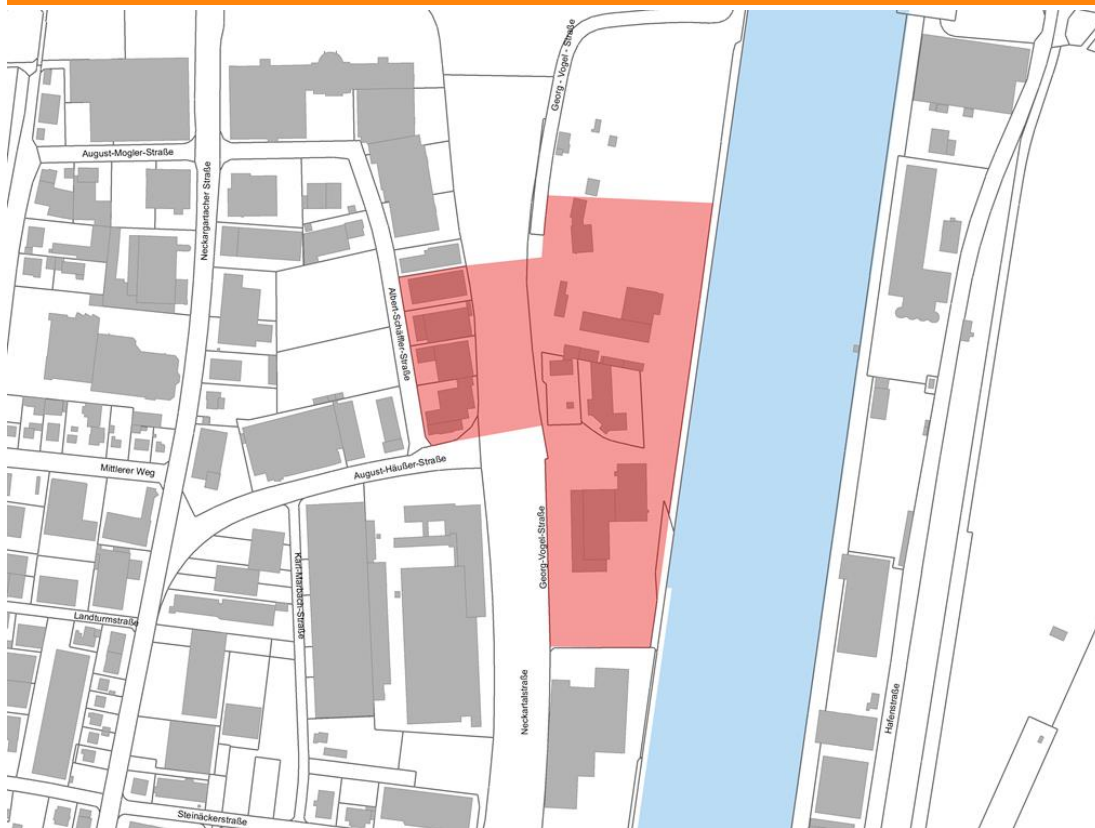 Georg - Vogel - Straße
August-Mogler-Straße
Neckargartacher Straße
Albert-Schäffler-Straße
Mittlerer Weg
August-Häußer-Straße
Georg-Vogel-Straße
Karl-Marbach-Straße
Landturmstraße
Neckartalstraße
Hafenstraße
Steinäckerstraße